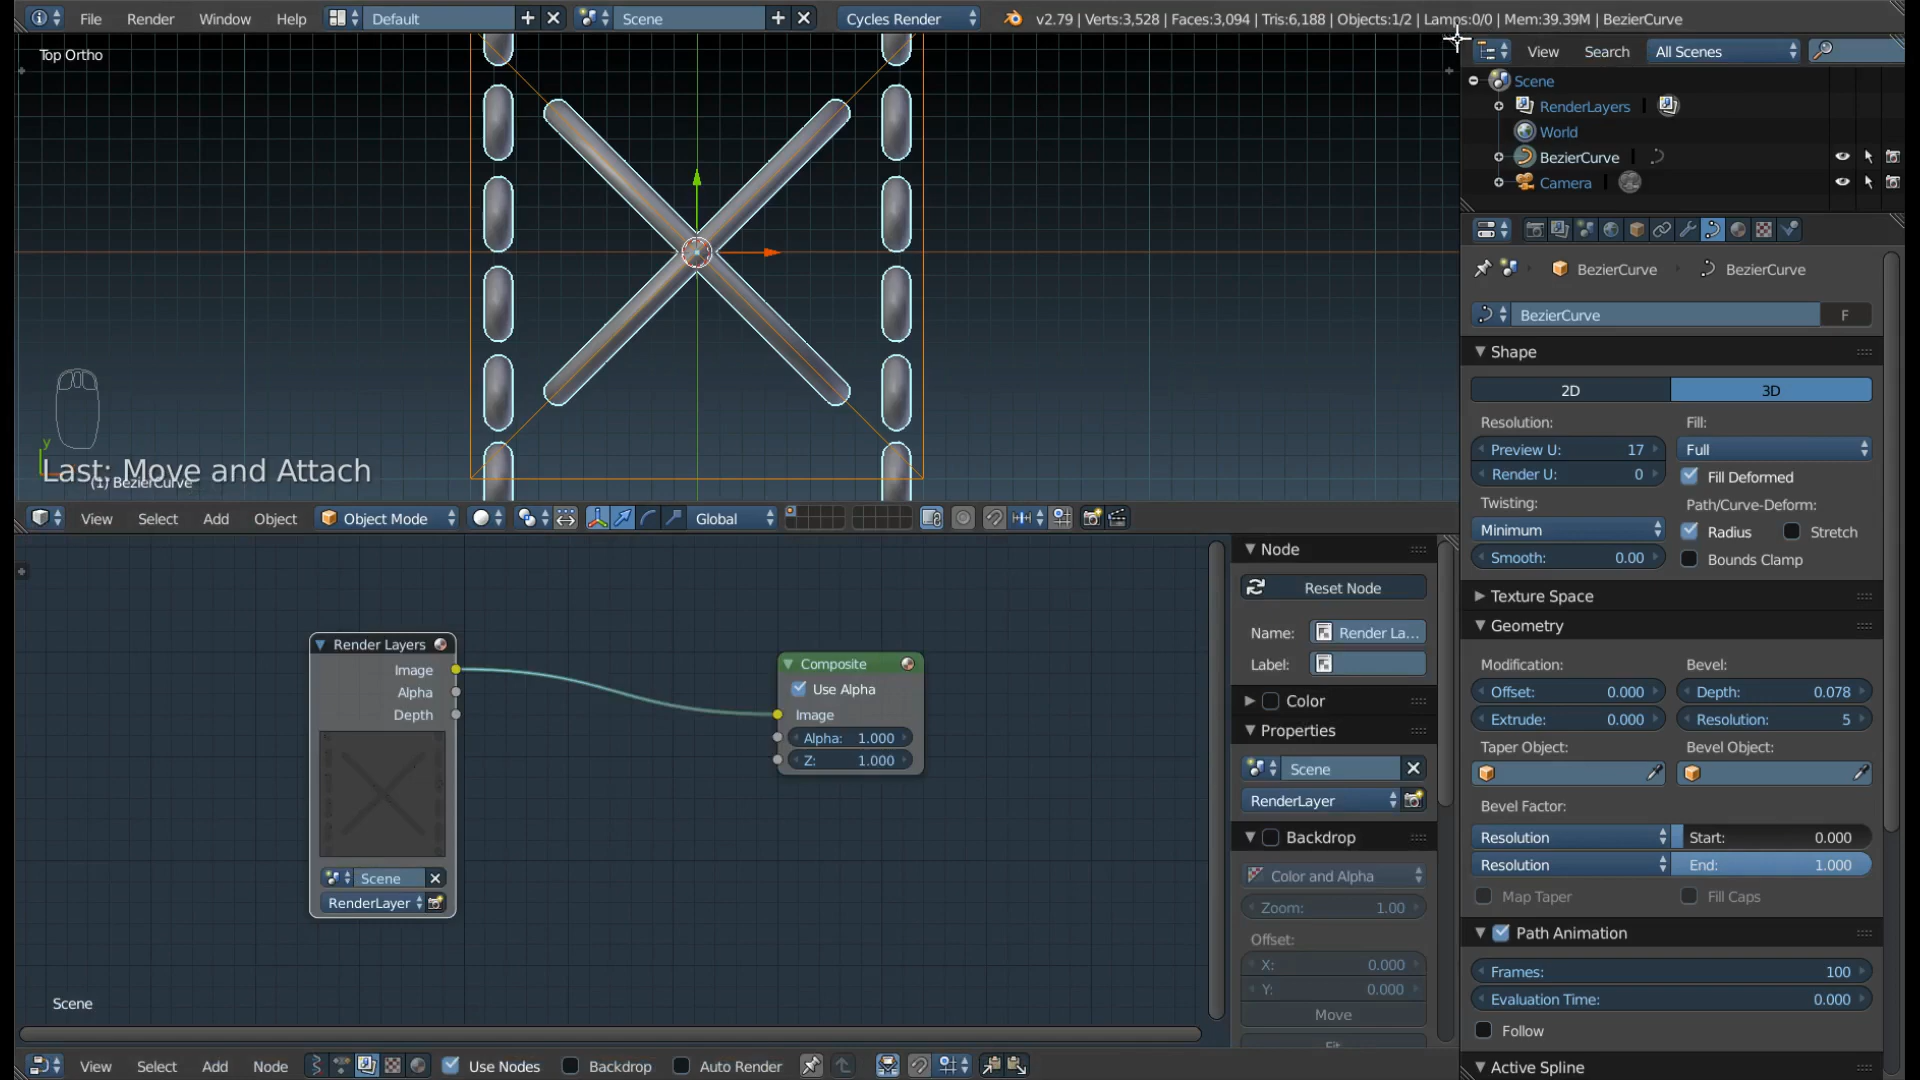 File Render Window Help Default Scene Cycles Render v2.79 | Verts:3,528 | Faces:3,094 | Tris:6,188 | Objects:1/2 | Lamps:0/0 | Mem:39.39M | BezierCurve
Top Ortho
View Search All Scenes
Scene
RenderLayers
World
BezierCurve
Camera
BezierCurve BezierCurve
BezierCurve F
Shape
2D 3D
Resolution: Fill:
Preview U: 17 Full
Render U: 0 Fill Deformed
Twisting: Path/Curve-Deform:
Minimum Radius Stretch
Smooth: 0.00 Bounds Clamp
Texture Space
Geometry
Modification: Bevel:
Offset: 0.000 Depth: 0.078
Extrude: 0.000 Resolution: 5
Taper Object: Bevel Object:
Bevel Factor:
Resolution Start: 0.000
Resolution End: 1.000
Map Taper Fill Caps
Path Animation
Frames: 100
Evaluation Time: 0.000
Follow
Active Spline
y
Last: Move and Attach
(1) BezierCurve
View Select Add Object Object Mode Global
Render Layers
Image
Alpha
Depth
Scene
RenderLayer
Composite
Use Alpha
Image
Alpha: 1.000
Z: 1.000
Node
Reset Node
Name: Render La...
Label:
Color
Properties
Scene
RenderLayer
Backdrop
Color and Alpha
Zoom: 1.00
Offset:
X: 0.000
Y: 0.000
Move
Fit
Scene
View Select Add Node Use Nodes Backdrop Auto Render